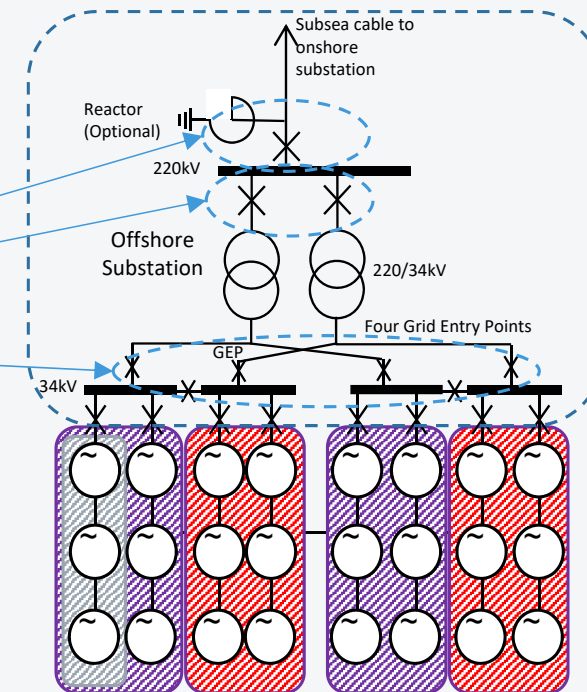 Subsea cable to
onshore
substation
Reactor
(Optional)
220kV
Offshore
Substation
220/34kV
Four Grid Entry Points
GEP
34kV
~ ~ ~ ~ ~ ~ ~ ~
~ ~ ~ ~ ~ ~ ~ ~
~ ~ ~ ~ ~ ~ ~ ~